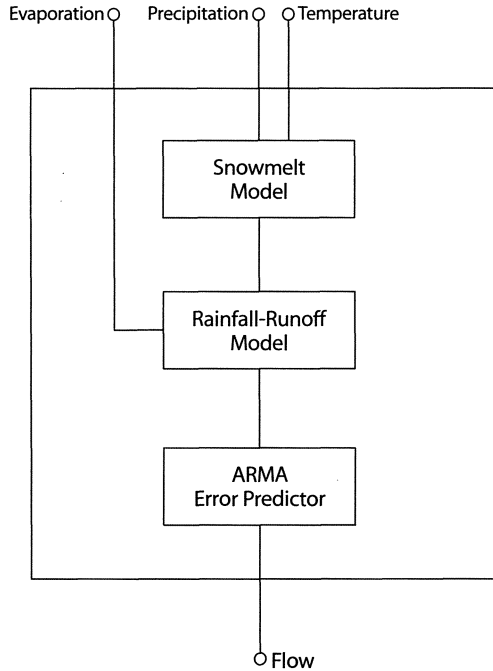 Evaporation Precipitation Temperature
Snowmelt
Model
Rainfall-Runoff
Model
ARMA
Error Predictor
Flow